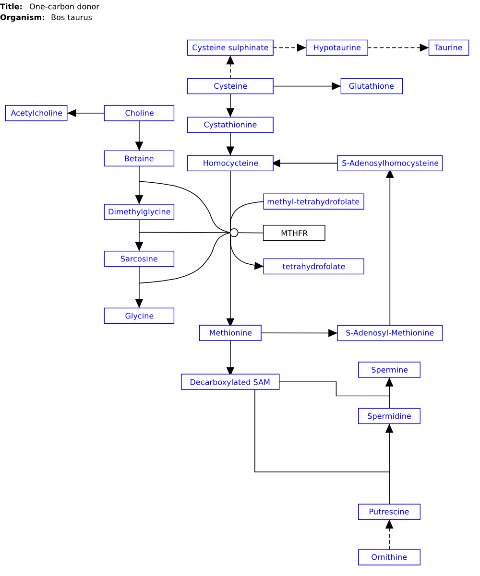 Title: One-carbon donor
Organism: Bos taurus
Cysteine sulphinate
Hypotaurine
Taurine
Cysteine
Glutathione
Acetylcholine
Choline
Cystathionine
Betaine
Homocycteine
S-Adenosylhomocysteine
methyl-tetrahydrofolate
Dimethylglycine
MTHFR
Sarcosine
tetrahydrofolate
Glycine
Methionine
S-Adenosyl-Methionine
Spermine
Decarboxylated SAM
Spermidine
Putrescine
Ornithine